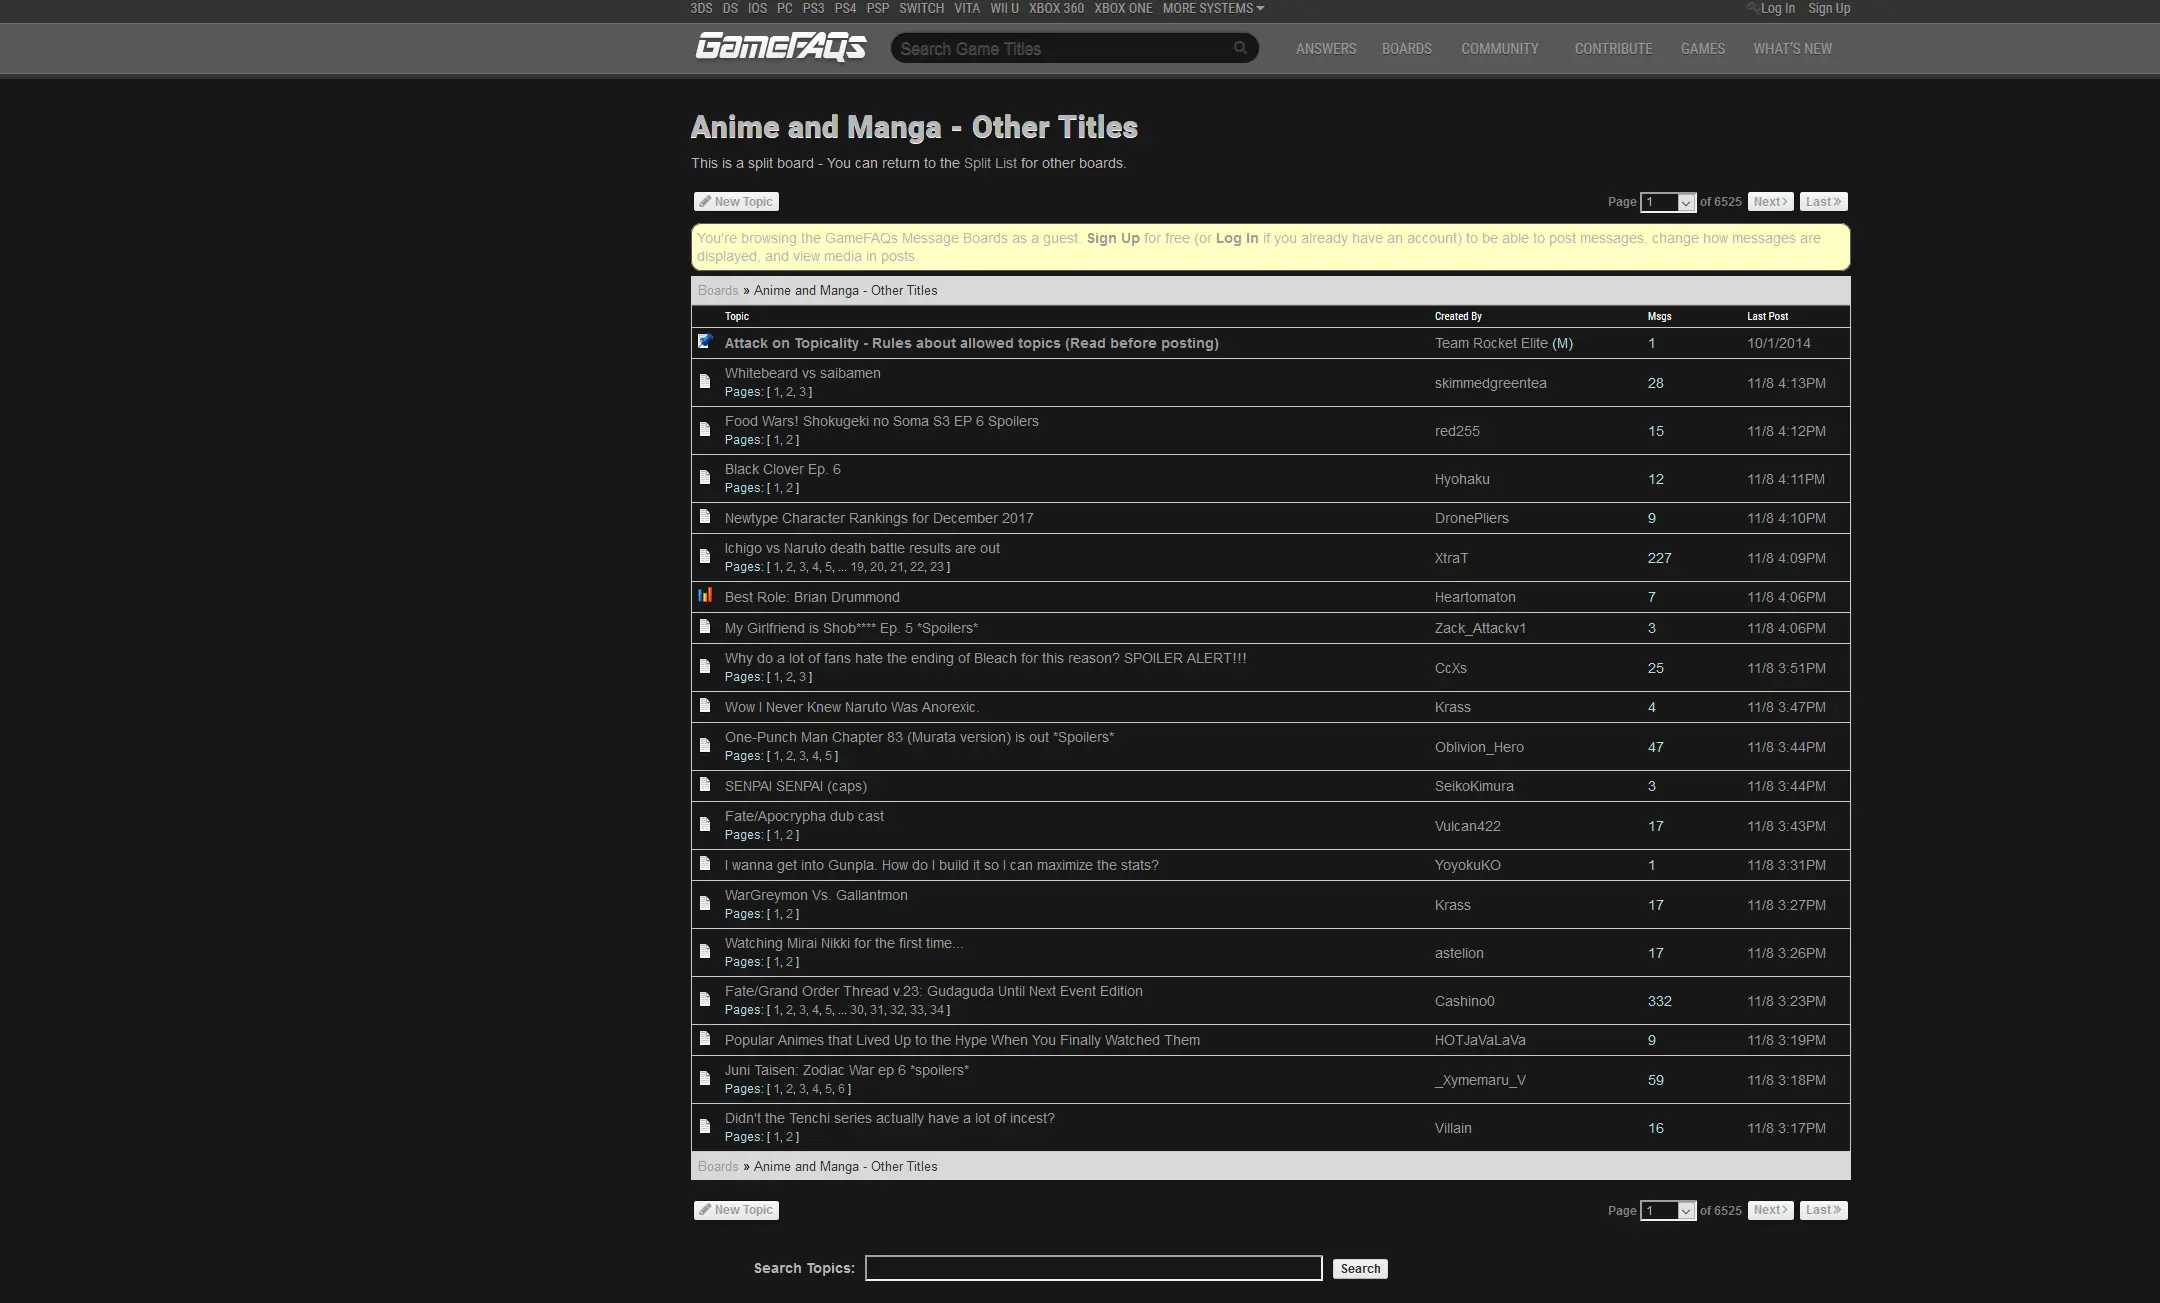 3DS DS IOS PC PS3 PS4 PSP SWITCH VITA WII U XBOX 360 XBOX ONE MORE SYSTEMS Log In Sign Up
GameFAQs Search Game Titles ANSWERS BOARDS COMMUNITY CONTRIBUTE GAMES WHAT'S NEW
Anime and Manga - Other Titles
This is a split board - You can return to the Split List for other boards.
New Topic Page 1 of 6525 Next Last
You're browsing the GameFAQs Message Boards as a guest. Sign Up for free (or Log In if you already have an account) to be able to post messages, change how messages are
displayed, and view media in posts.
Boards » Anime and Manga - Other Titles
Topic Created By Msgs Last Post
Attack on Topicality - Rules about allowed topics (Read before posting) Team Rocket Elite (M) 1 10/1/2014
Whitebeard vs saibamen
Pages: [ 1, 2, 3 ] skimmedgreentea 28 11/8 4:13PM
Food Wars! Shokugeki no Soma S3 EP 6 Spoilers
Pages: [ 1, 2 ] red255 15 11/8 4:12PM
Black Clover Ep. 6
Pages: [ 1, 2 ] Hyohaku 12 11/8 4:11PM
Newtype Character Rankings for December 2017 DronePliers 9 11/8 4:10PM
Ichigo vs Naruto death battle results are out
Pages: [ 1, 2, 3, 4, 5, ... 19, 20, 21, 22, 23 ] XtraT 227 11/8 4:09PM
Best Role: Brian Drummond Heartomaton 7 11/8 4:06PM
My Girlfriend is Shob**** Ep. 5 *Spoilers* Zack_Attackv1 3 11/8 4:06PM
Why do a lot of fans hate the ending of Bleach for this reason? SPOILER ALERT!!!
Pages: [ 1, 2, 3 ] CcXs 25 11/8 3:51PM
Wow I Never Knew Naruto Was Anorexic. Krass 4 11/8 3:47PM
One-Punch Man Chapter 83 (Murata version) is out *Spoilers*
Pages: [ 1, 2, 3, 4, 5 ] Oblivion_Hero 47 11/8 3:44PM
SENPAI SENPAI (caps) SeikoKimura 3 11/8 3:44PM
Fate/Apocrypha dub cast
Pages: [ 1, 2 ] Vulcan422 17 11/8 3:43PM
I wanna get into Gunpla. How do I build it so I can maximize the stats? YoyokuKO 1 11/8 3:31PM
WarGreymon Vs. Gallantmon
Pages: [ 1, 2 ] Krass 17 11/8 3:27PM
Watching Mirai Nikki for the first time...
Pages: [ 1, 2 ] astelion 17 11/8 3:26PM
Fate/Grand Order Thread v.23: Gudaguda Until Next Event Edition
Pages: [ 1, 2, 3, 4, 5, ... 30, 31, 32, 33, 34 ] Cashino0 332 11/8 3:23PM
Popular Animes that Lived Up to the Hype When You Finally Watched Them HOTJaVaLaVa 9 11/8 3:19PM
Juni Taisen: Zodiac War ep 6 *spoilers*
Pages: [ 1, 2, 3, 4, 5, 6 ] _Xymemaru_V 59 11/8 3:18PM
Didn't the Tenchi series actually have a lot of incest?
Pages: [ 1, 2 ] Villain 16 11/8 3:17PM
Boards » Anime and Manga - Other Titles
New Topic Page 1 of 6525 Next Last
Search Topics: Search